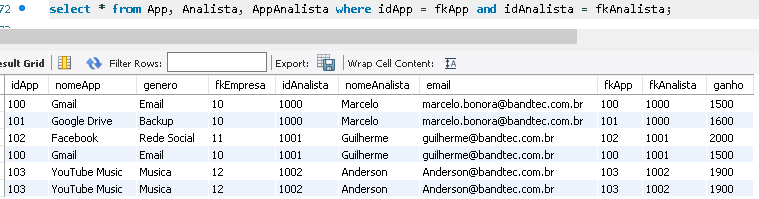 72 select * from App, Analista, AppAnalista where idApp = fkApp and idAnalista = fkAnalista;
esult Grid Filter Rows: Export: Wrap Cell Content: IA
idApp nomeApp genero fkEmpresa idAnalista nomeAnalista email fkApp fkAnalista ganho
100 Gmail Email 10 1000 Marcelo marcelo.bonora@bandtec.com.br 100 1000 1500
101 Google Drive Backup 10 1000 Marcelo marcelo.bonora@bandtec.com.br 101 1000 1600
102 Facebook Rede Social 11 1001 Guilherme guilherme@bandtec.com.br 102 1001 2000
100 Gmail Email 10 1001 Guilherme guilherme@bandtec.com.br 100 1001 1500
103 YouTube Music Musica 12 1002 Anderson Anderson@bandtec.com.br 103 1002 1900
103 YouTube Music Musica 12 1002 Anderson Anderson@bandtec.com.br 103 1002 1900